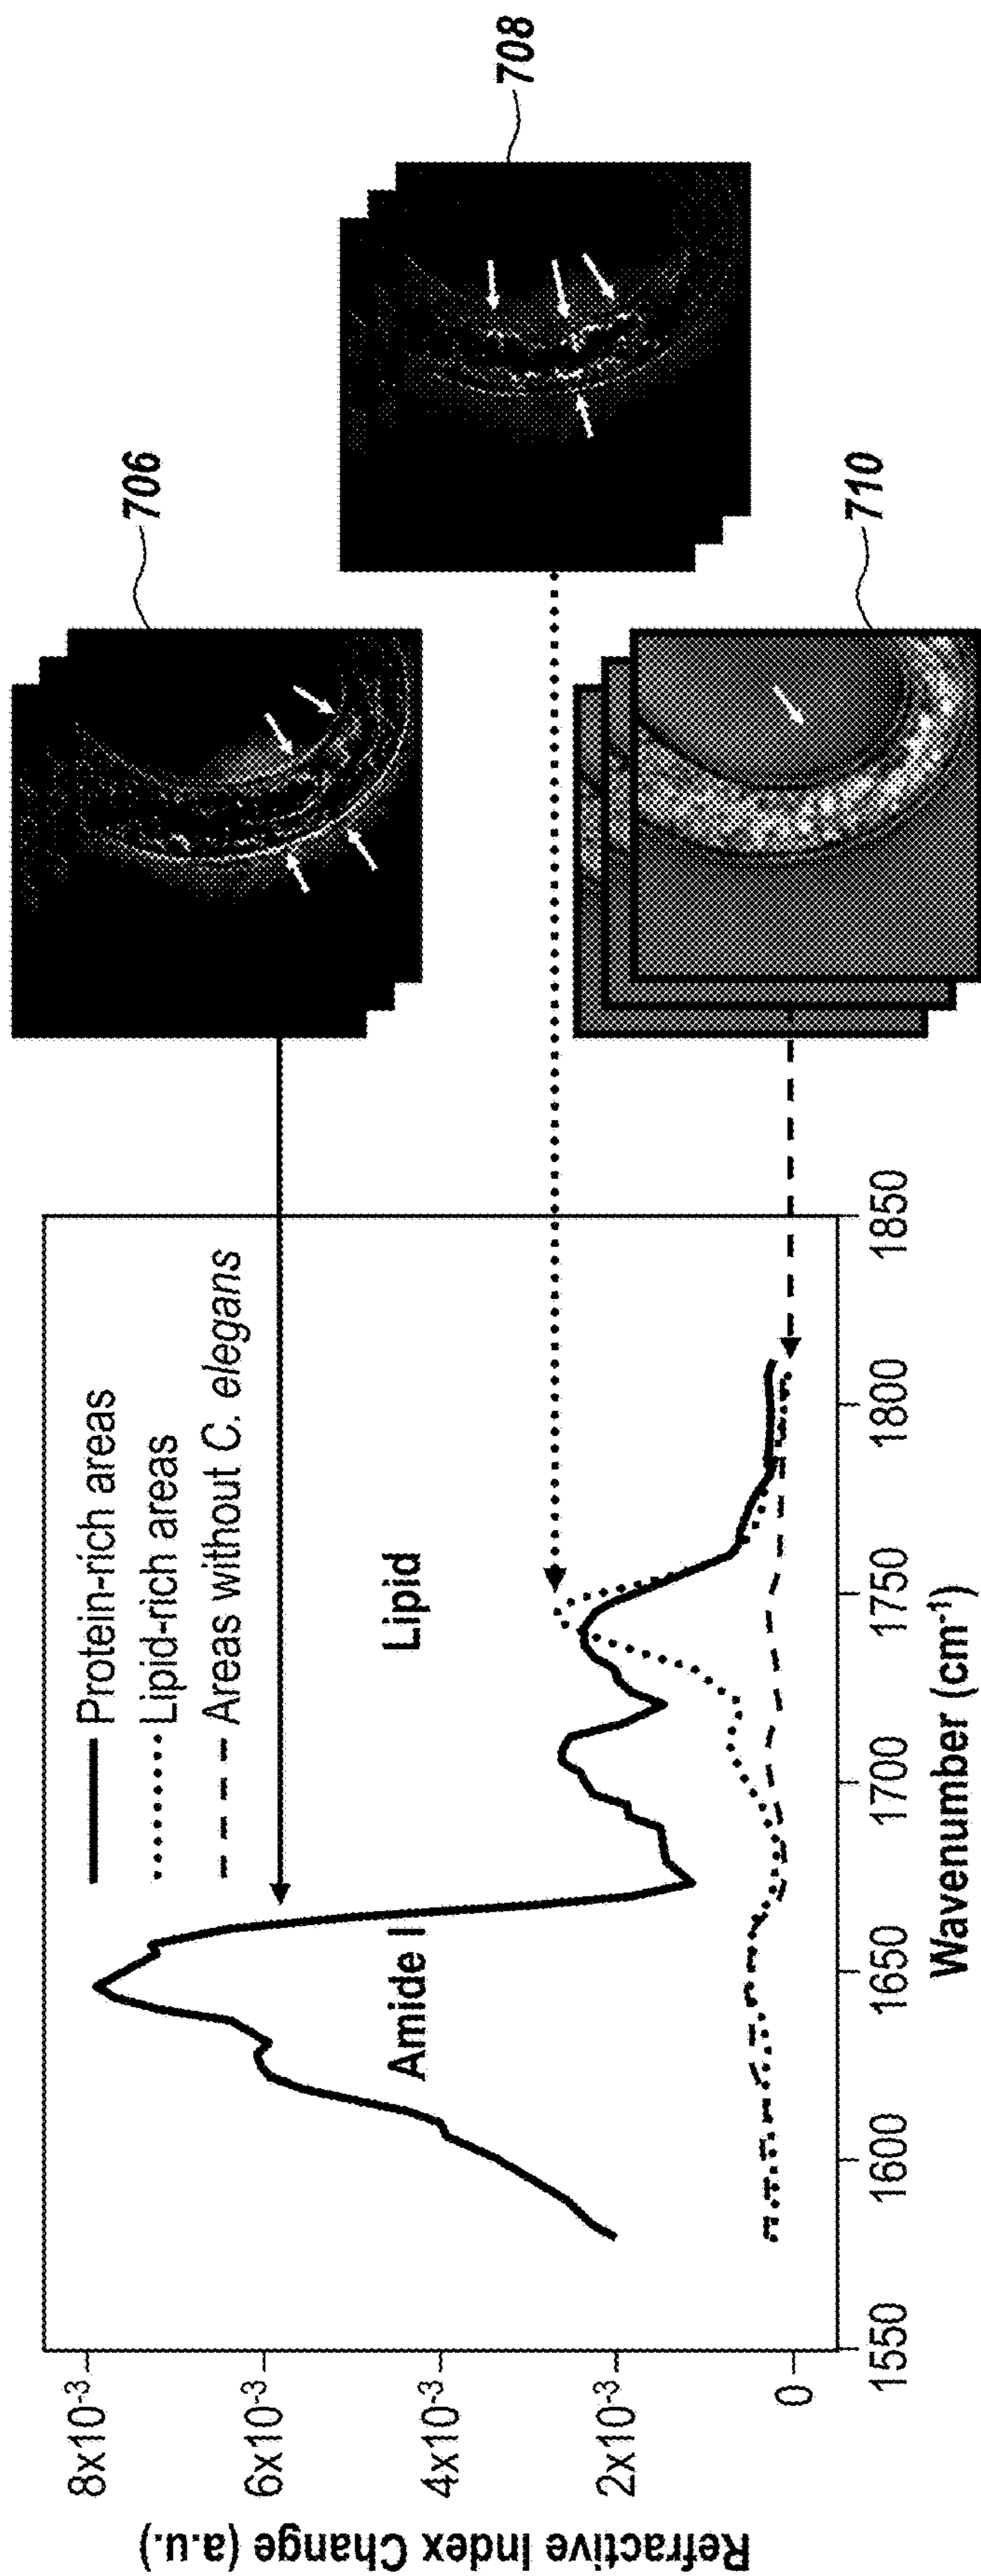 706
708
710
Protein-rich areas
Lipid-rich areas
Areas without C. elegans
Amide I
Lipid
8x10⁻³
6x10⁻³
4x10⁻³
2x10⁻³
0
Refractive Index Change (a.u.)
1550
1600
1650
1700
1750
1800
1850
Wavenumber (cm⁻¹)